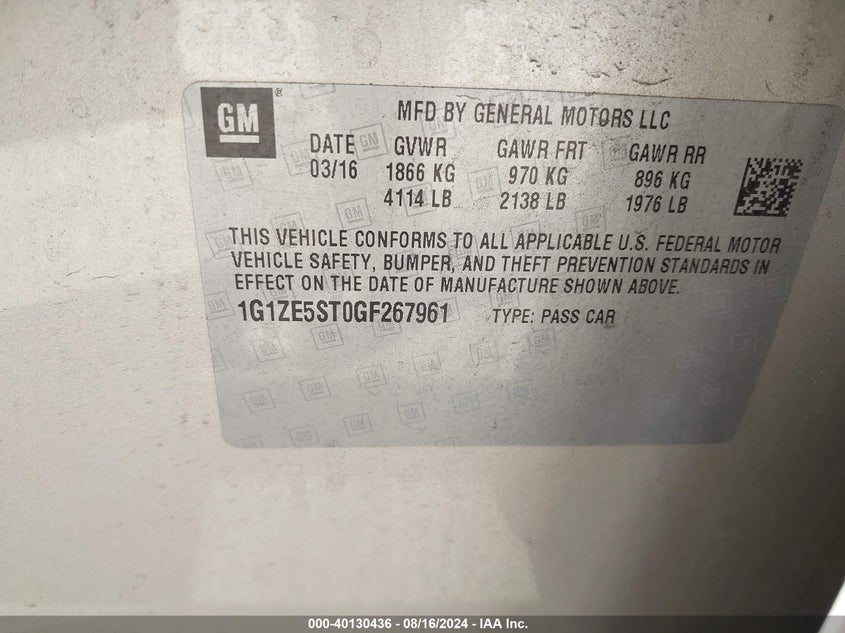 GM
®
MFD BY GENERAL MOTORS LLC
DATE GVWR GAWR FRT GAWR RR
03/16 1866 KG 970 KG 896 KG
4114 LB 2138 LB 1976 LB
THIS VEHICLE CONFORMS TO ALL APPLICABLE U.S. FEDERAL MOTOR
VEHICLE SAFETY, BUMPER, AND THEFT PREVENTION STANDARDS IN
EFFECT ON THE DATE OF MANUFACTURE SHOWN ABOVE.
1G1ZE5ST0GF267961 TYPE: PASS CAR
000-40130436 - 08/16/2024 - IAA Inc.